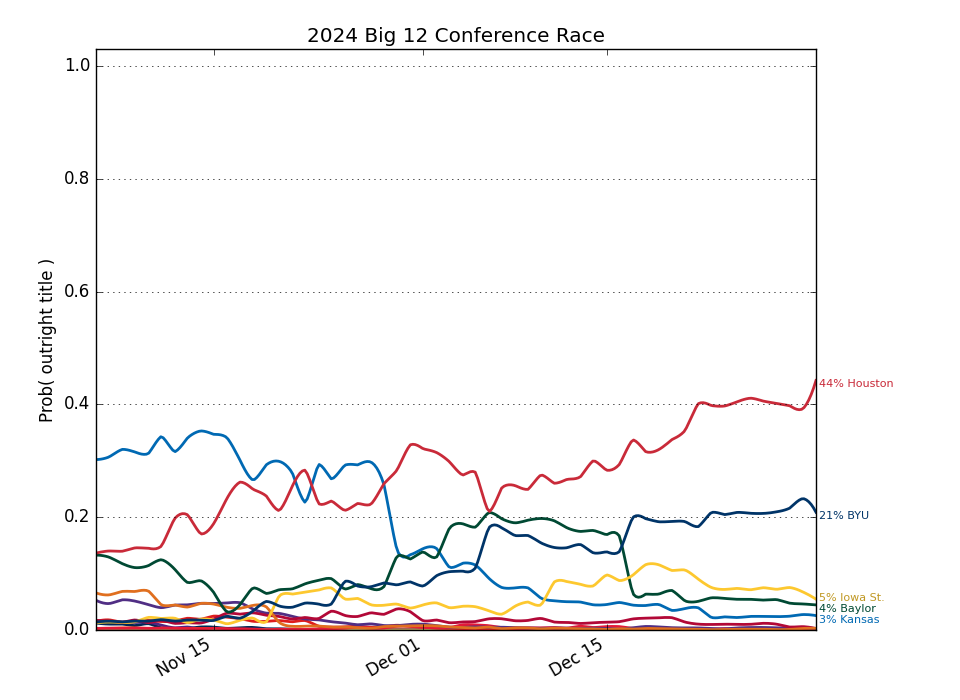 2024 Big 12 Conference Race
Prob( outright title )
1.0
0.8
0.6
0.4
0.2
0.0
44% Houston
21% BYU
5% Iowa St.
4% Baylor
3% Kansas
Nov 15
Dec 01
Dec 15